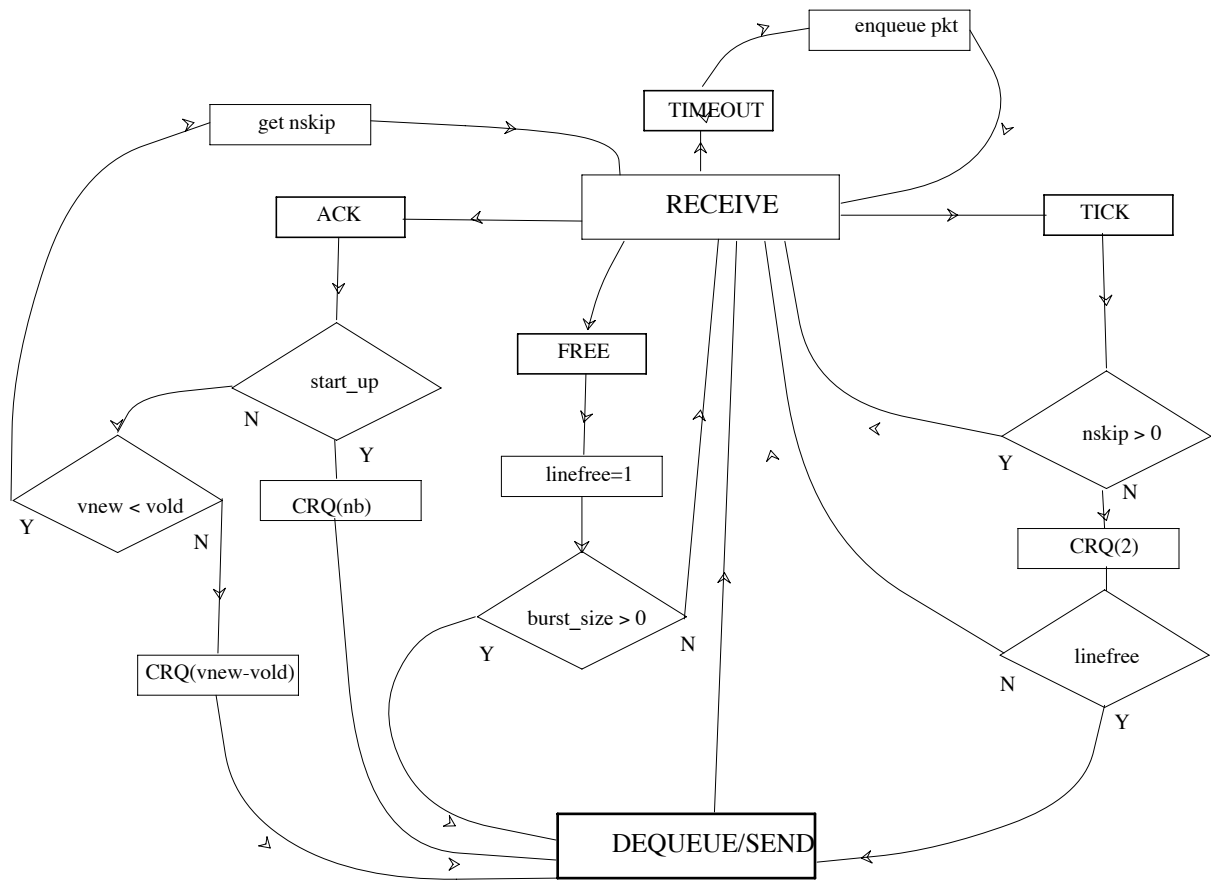 enqueue pkt
TIMEOUT
get nskip
RECEIVE
ACK
TICK
FREE
start_up
N
Y
nskip > 0
Y
N
linefree=1
vnew < vold
Y
N
CRQ(nb)
CRQ(2)
burst_size > 0
Y
N
linefree
N
Y
CRQ(vnew-vold)
DEQUEUE/SEND